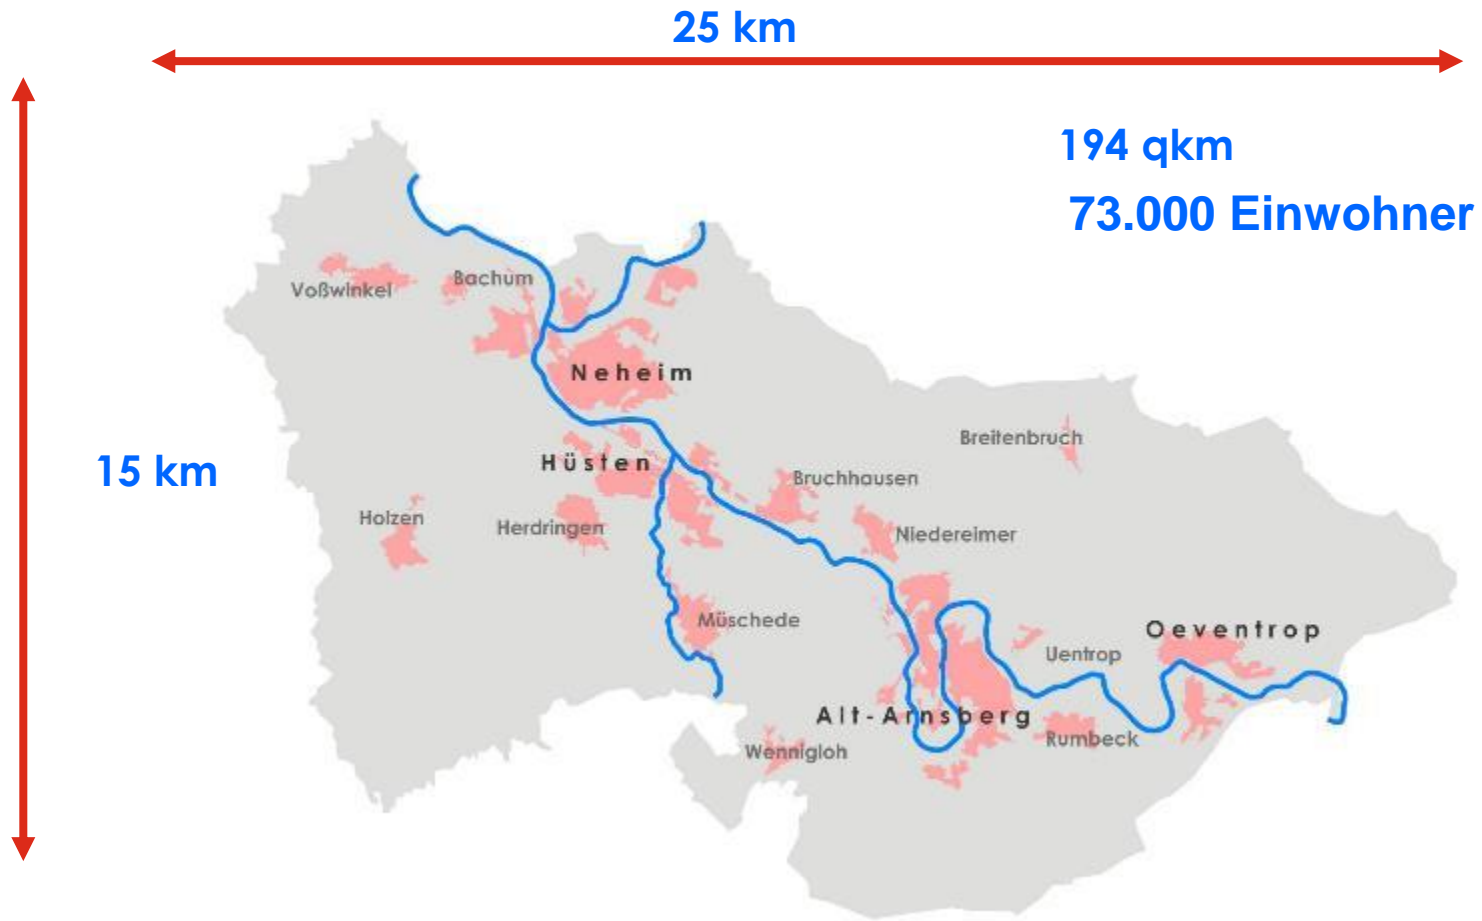 25 km
194 qkm
73.000 Einwohner
Bachum
Voßwinkel
Neheim
Breitenbruch
Hüsten
15 km
Bruchhausen
Holzen
Herdringen
Niedereimer
Müschede
Oeventrop
Uentrop
Alt-Arnsberg
Rumbeck
Wennigloh